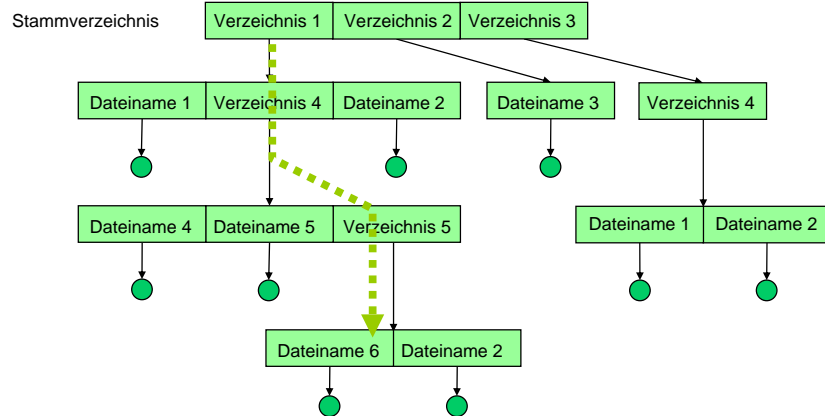 Stammverzeichnis Verzeichnis 1 Verzeichnis 2 Verzeichnis 3
Dateiname 1 Verzeichnis 4 Dateiname 2 Dateiname 3 Verzeichnis 4
Dateiname 4 Dateiname 5 Verzeichnis 5 Dateiname 1 Dateiname 2
Dateiname 6 Dateiname 2